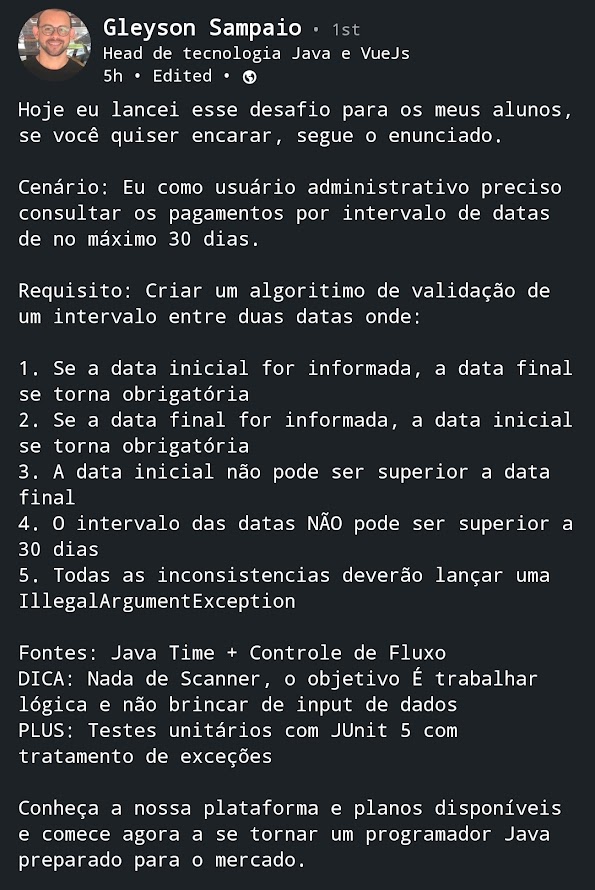 Gleyson Sampaio • 1st
Head de tecnologia Java e VueJs
5h • Edited •
Hoje eu lancei esse desafio para os meus alunos,
se você quiser encarar, segue o enunciado.
Cenário: Eu como usuário administrativo preciso
consultar os pagamentos por intervalo de datas
de no máximo 30 dias.
Requisito: Criar um algoritimo de validação de
um intervalo entre duas datas onde:
1. Se a data inicial for informada, a data final
se torna obrigatória
2. Se a data final for informada, a data inicial
se torna obrigatória
3. A data inicial não pode ser superior a data
final
4. O intervalo das datas NÃO pode ser superior a
30 dias
5. Todas as inconsistencias deverão lançar uma
IllegalArgumentException
Fontes: Java Time + Controle de Fluxo
DICA: Nada de Scanner, o objetivo É trabalhar
lógica e não brincar de input de dados
PLUS: Testes unitários com JUnit 5 com
tratamento de exceções
Conheça a nossa plataforma e planos disponíveis
e comece agora a se tornar um programador Java
preparado para o mercado.